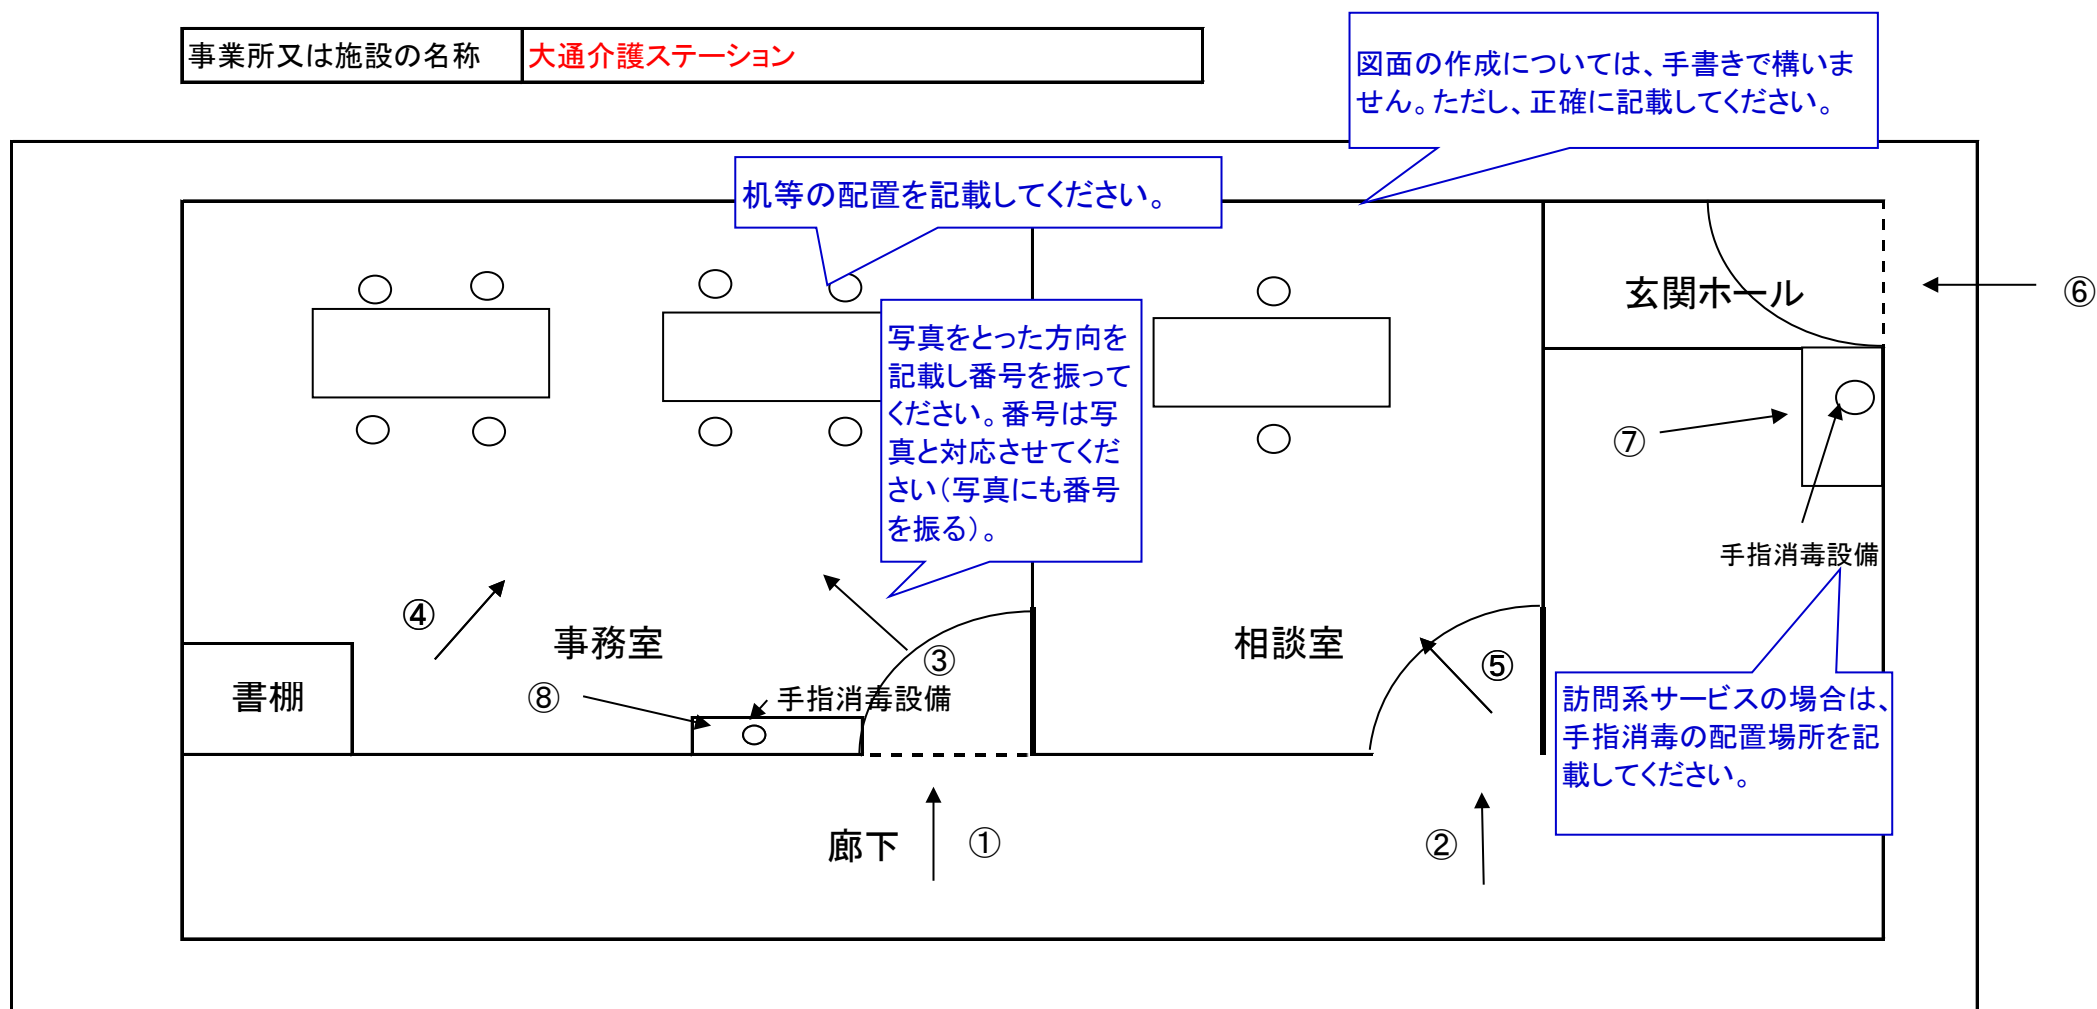 事業所又は施設の名称
大通介護ステーション
図面の作成については、手書きで構いま
せん。ただし、正確に記載してください。
机等の配置を記載してください。
写真をとった方向を
記載し番号を振って
ください。番号は写
真と対応させてくだ
さい（写真にも番号
を振る）。
玄関ホール
⑥
⑦
手指消毒設備
④
事務室
③
相談室
⑤
書棚
⑧
手指消毒設備
訪問系サービスの場合は、
手指消毒の配置場所を記
載してください。
廊下
①
②